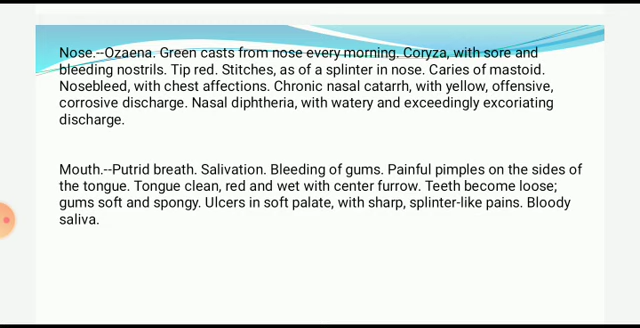 Nose.--Ozaena. Green casts from nose every morning. Coryza, with sore and
bleeding nostrils. Tip red. Stitches, as of a splinter in nose. Caries of mastoid.
Nosebleed, with chest affections. Chronic nasal catarrh, with yellow, offensive,
corrosive discharge. Nasal diphtheria, with watery and exceedingly excoriating
discharge.
Mouth.--Putrid breath. Salivation. Bleeding of gums. Painful pimples on the sides of
the tongue. Tongue clean, red and wet with center furrow. Teeth become loose;
gums soft and spongy. Ulcers in soft palate, with sharp, splinter-like pains. Bloody
saliva.